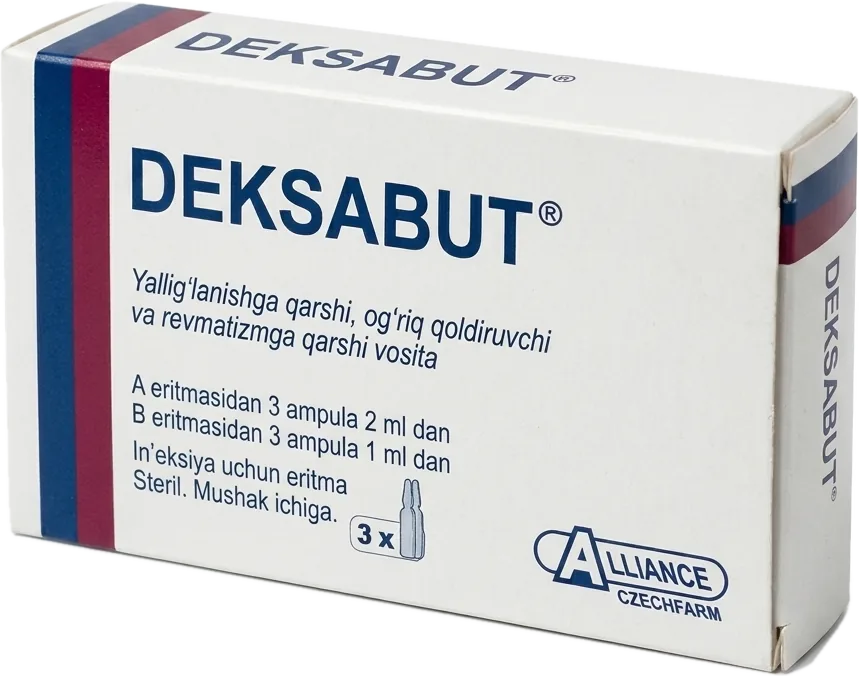 DEKSABUT®
DEKSABUT®
Yallig‘lanishga qarshi, og‘riq qoldiruvchi
va revmatizmga qarshi vosita
A eritmasidan 3 ampula 2 ml dan
B eritmasidan 3 ampula 1 ml dan
In’eksiya uchun eritma
Steril. Mushak ichiga.
3 x
ALLIANCE
CZECHFARM
DEKSABUT®